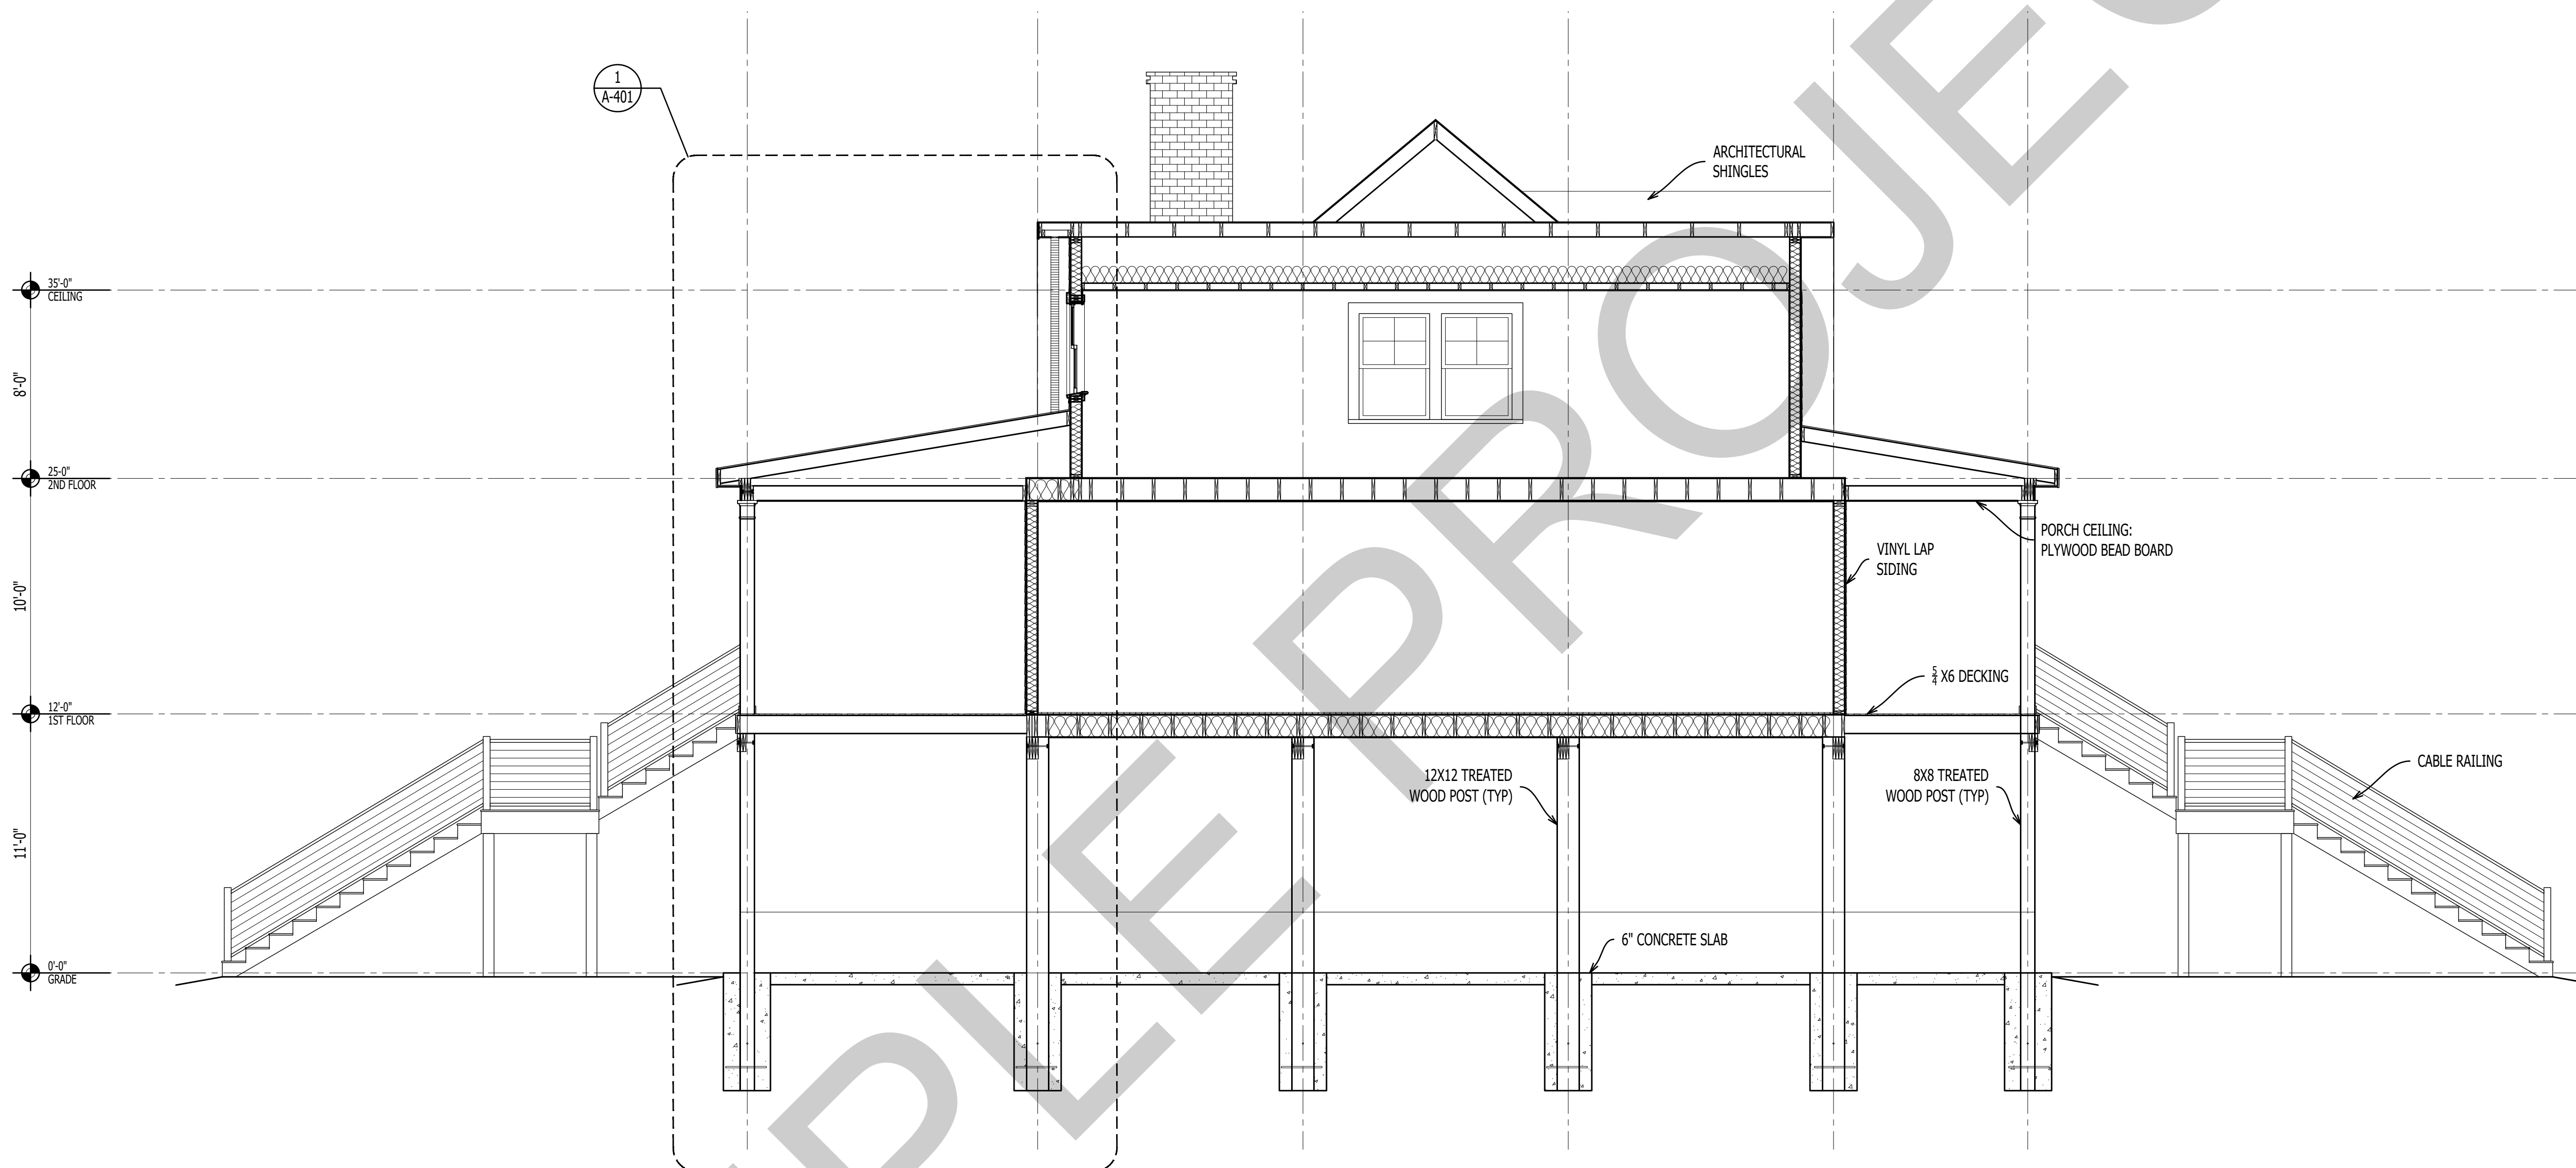 1
A-401
ARCHITECTURAL
SHINGLES
35'-0"
CEILING
8'-0"
25-0"
2ND FLOOR
PORCH CEILING:
PLYWOOD BEAD BOARD
VINYL LAP
SIDING
10'-0"
5/4 X6 DECKING
12'-0"
1ST FLOOR
12X12 TREATED
WOOD POST (TYP)
8X8 TREATED
WOOD POST (TYP)
CABLE RAILING
11'-0"
6" CONCRETE SLAB
0'-0"
GRADE
PLE PROJE